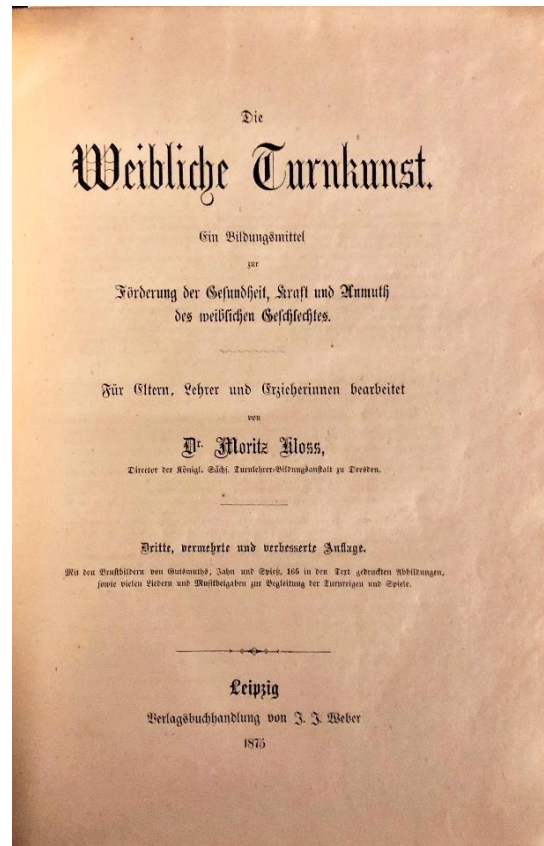 Die
Weibliche Turnkunst.
Ein Bildungsmittel
zur
Förderung der Gesundheit, Kraft und Anmuth
des weiblichen Geschlechtes.
Für Eltern, Lehrer und Erzieherinnen bearbeitet
von
Dr. Moritz Kloss,
Director der Königl. Sächs. Turnlehrer-Bildungsanstalt zu Dresden.
Dritte, vermehrte und verbesserte Auflage.
Mit den Brustbildern von Gutsmuths, Jahn und Spieß, 165 in den Text gedruckten Abbildungen,
sowie vielen Liedern und Musikbeigaben zur Begleitung der Turnreigen und Spiele.
Leipzig
Verlagsbuchhandlung von J. J. Weber
1875